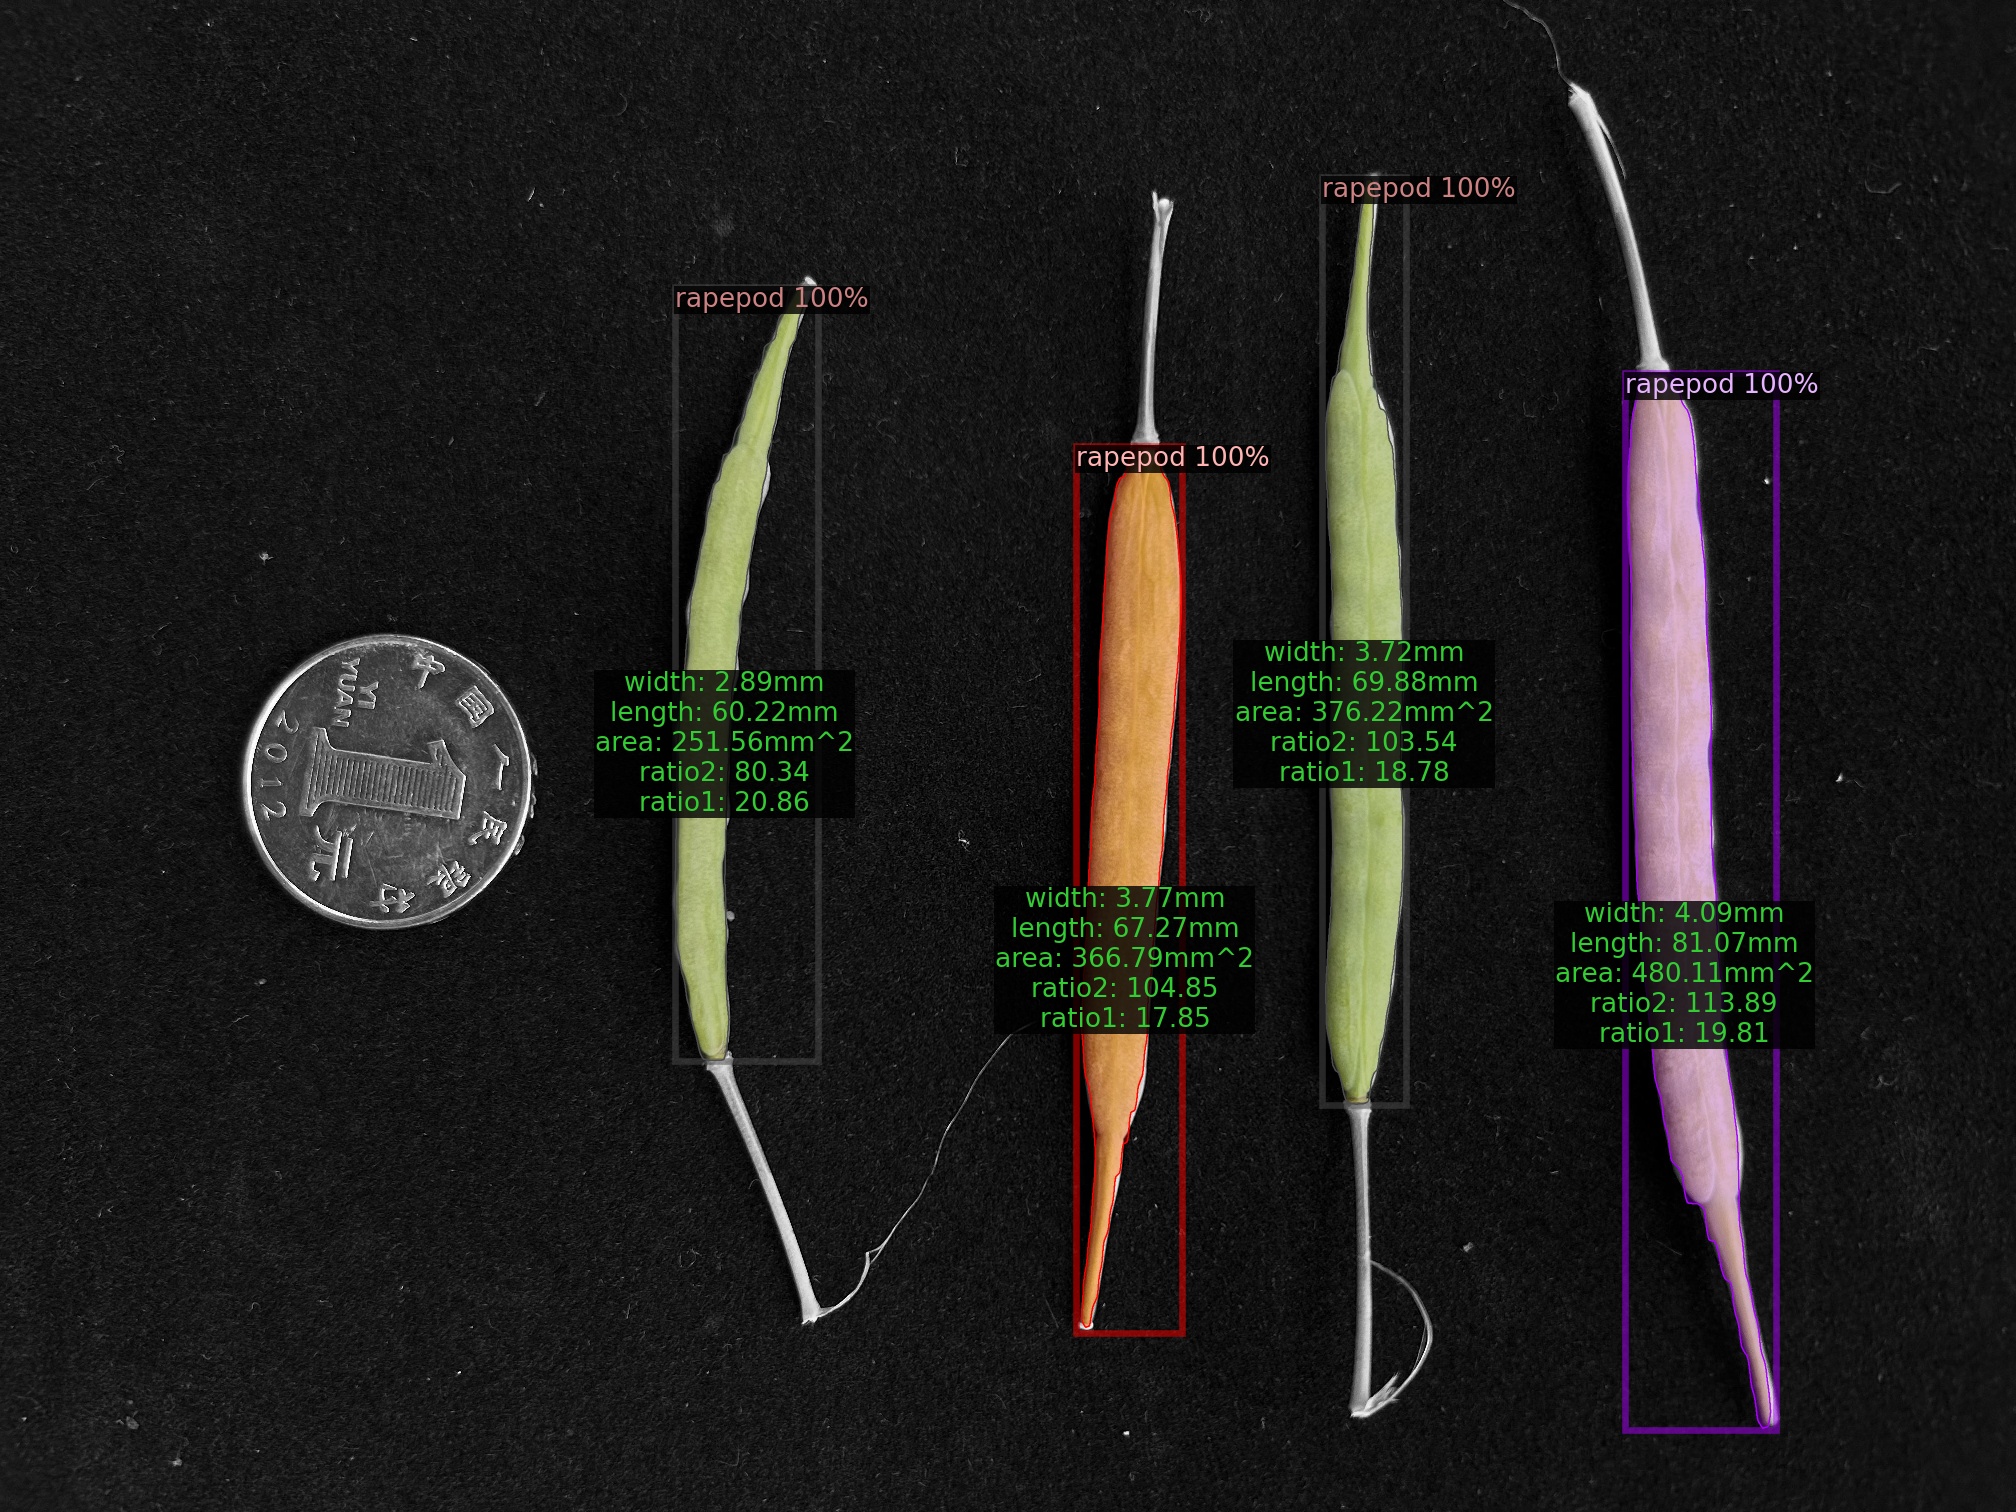 rapepod 100%
width: 2.89mm
length: 60.22mm
area: 251.56mm^2
ratio2: 80.34
ratio1: 20.86
rapepod 100%
width: 3.77mm
length: 67.27mm
area: 366.79mm^2
ratio2: 104.85
ratio1: 17.85
rapepod 100%
width: 3.72mm
length: 69.88mm
area: 376.22mm^2
ratio2: 103.54
ratio1: 18.78
rapepod 100%
width: 4.09mm
length: 81.07mm
area: 480.11mm^2
ratio2: 113.89
ratio1: 19.81
中国人民银行
YI
YUAN
1
元
2012